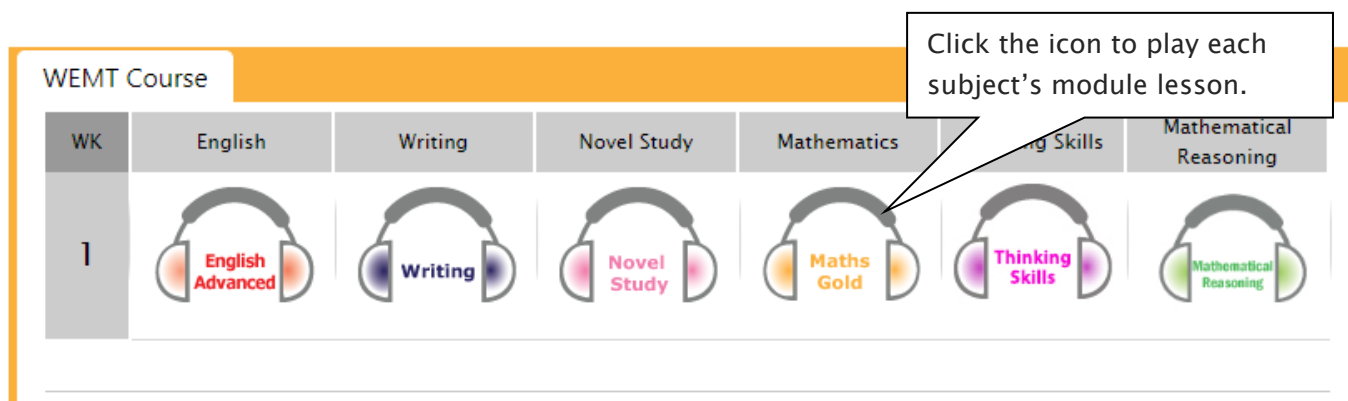 Click the icon to play each
subject's module lesson.
WEMT Course
WK
English
Writing
Novel Study
Mathematics
Skills
Mathematical
Reasoning
1
English
Advanced
Writing
Novel
Study
Maths
Gold
Thinking
Skills
Mathematical
Reasoning